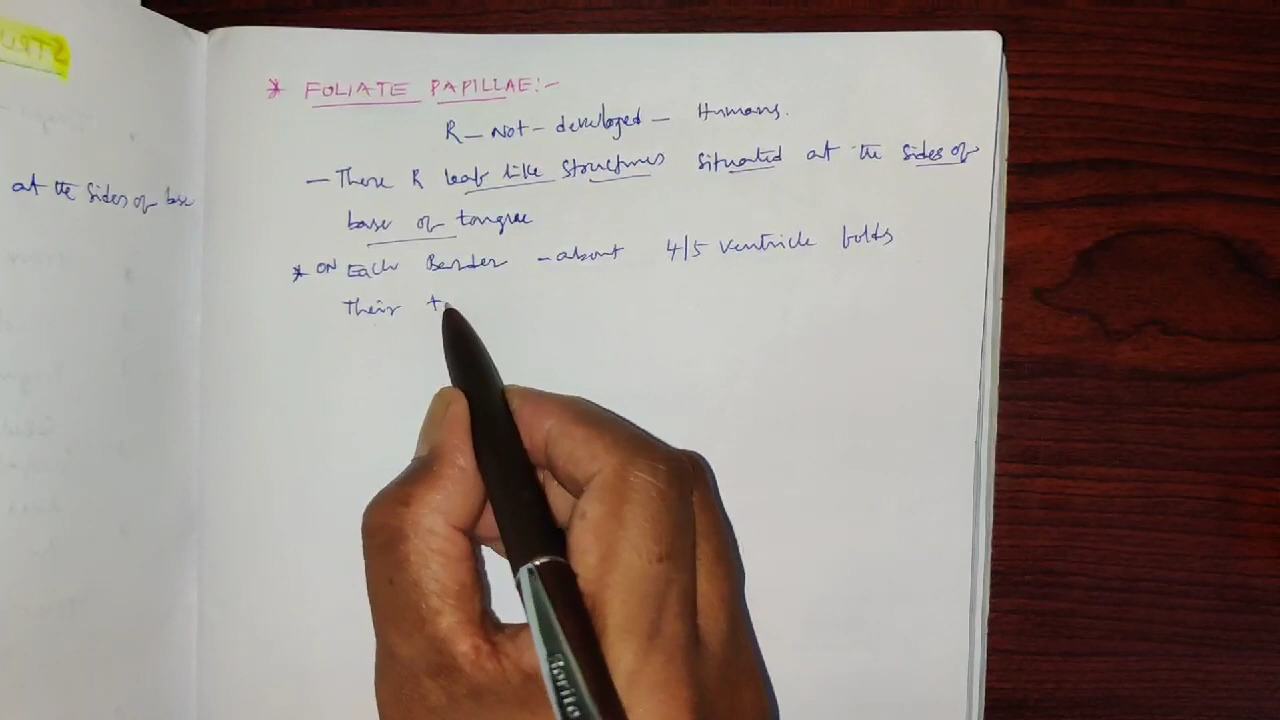 * FOLIATE PAPILLAE:-
R - Not - developed - Humans.
at the sides of base
- There R leaf like structures situated at the sides of
base of tongue
* ON Each Border - about 4/5 ventricle folds
Their t